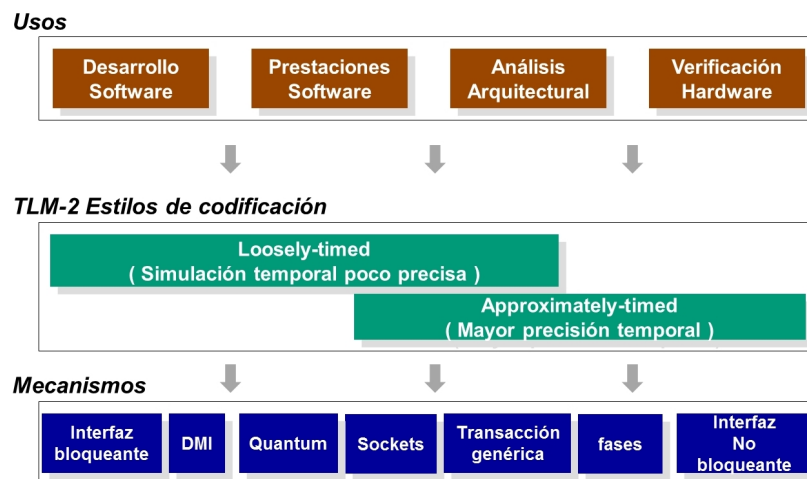 Usos
Desarrollo Software
Prestaciones Software
Análisis Arquitectural
Verificación Hardware
TLM-2 Estilos de codificación
Loosely-timed
( Simulación temporal poco precisa )
Approximately-timed
( Mayor precisión temporal )
Mecanismos
Interfaz bloqueante
DMI
Quantum
Sockets
Transacción genérica
fases
Interfaz No bloqueante